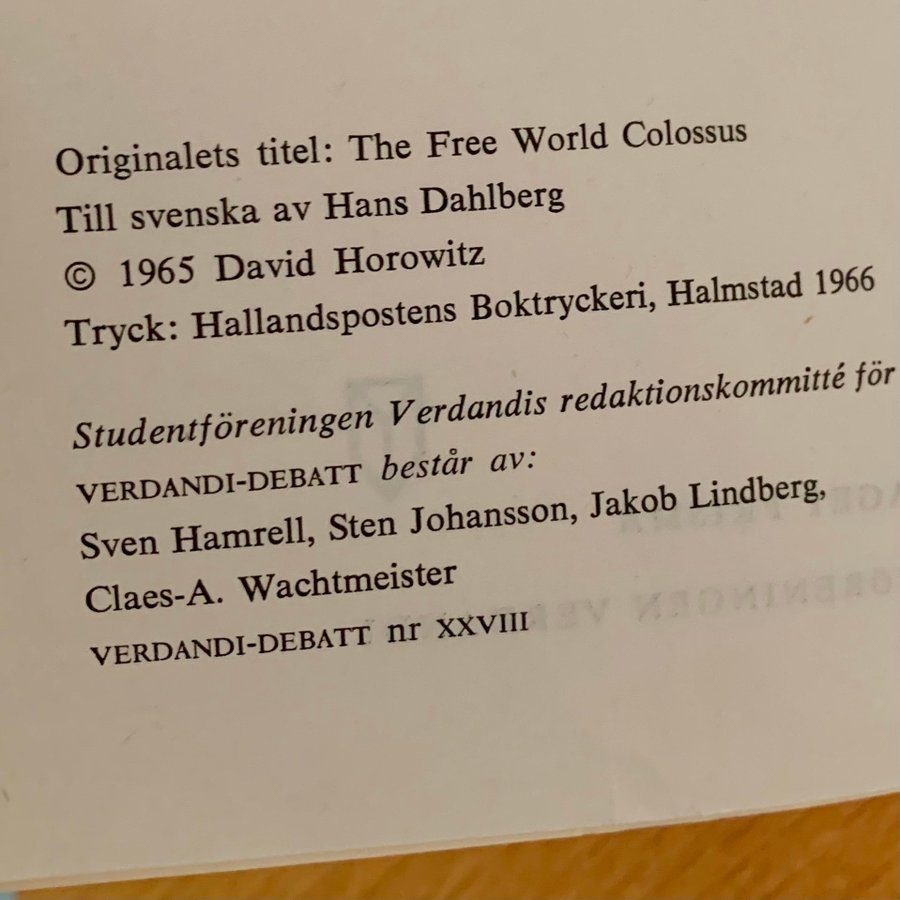 Originalets titel: The Free World Colossus
Till svenska av Hans Dahlberg
© 1965 David Horowitz
Tryck: Hallandspostens Boktryckeri, Halmstad 1966
Studentföreningen Verdandis redaktionskommitté för
VERDANDI-DEBATT består av:
Sven Hamrell, Sten Johansson, Jakob Lindberg,
Claes-A. Wachtmeister
VERDANDI-DEBATT nr XXVIII